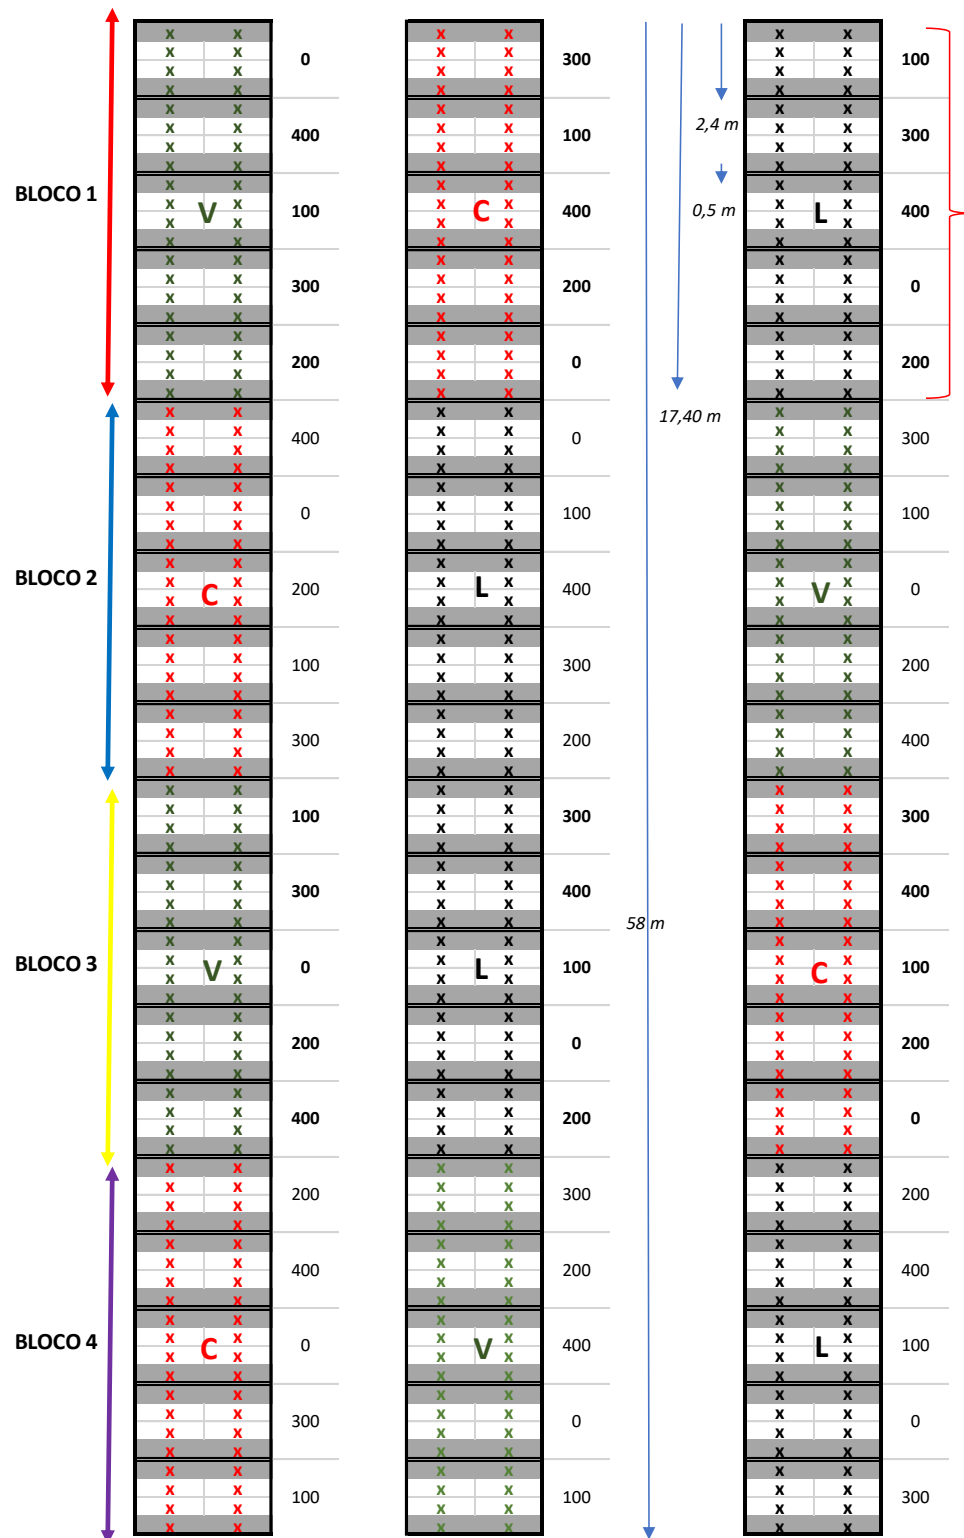 x x x x x x
x x x x x x
0 300 100
x x x x x x
x x x x x x
x x x x x x
x x x x x x
2,4 m
400 100 300
x x x x x x
x x x x x x
x x x x x x
BLOCO 1
x x x x x x
V 100 C 400 0,5 m L 400
x x x x x x
x x x x x x
x x x x x x
x x x x x x
300 200 0
x x x x x x
x x x x x x
x x x x x x
x x x x x x
200 0 200
x x x x x x
x x x x x x
x x x x x x
17,40 m
x x x x x x
400 0 300
x x x x x x
x x x x x x
x x x x x x
x x x x x x
0 100 100
x x x x x x
x x x x x x
x x x x x x
BLOCO 2
x x x x x x
C 200 L 400 V 0
x x x x x x
x x x x x x
x x x x x x
x x x x x x
100 300 200
x x x x x x
x x x x x x
x x x x x x
x x x x x x
300 200 400
x x x x x x
x x x x x x
x x x x x x
x x x x x x
100 300 300
x x x x x x
x x x x x x
x x x x x x
x x x x x x
300 400 400
x x x x x x
x x x x x x
58 m
x x x x x x
x x x x x x
BLOCO 3 V 0 L 100 C 100
x x x x x x
x x x x x x
x x x x x x
x x x x x x
200 0 200
x x x x x x
x x x x x x
x x x x x x
x x x x x x
400 200 0
x x x x x x
x x x x x x
x x x x x x
x x x x x x
200 300 200
x x x x x x
x x x x x x
x x x x x x
x x x x x x
400 200 400
x x x x x x
x x x x x x
x x x x x x
x x x x x x
BLOCO 4 C 0 V 400 L 100
x x x x x x
x x x x x x
x x x x x x
x x x x x x
300 0 0
x x x x x x
x x x x x x
x x x x x x
x x x x x x
100 100 300
x x x x x x
x x x x x x